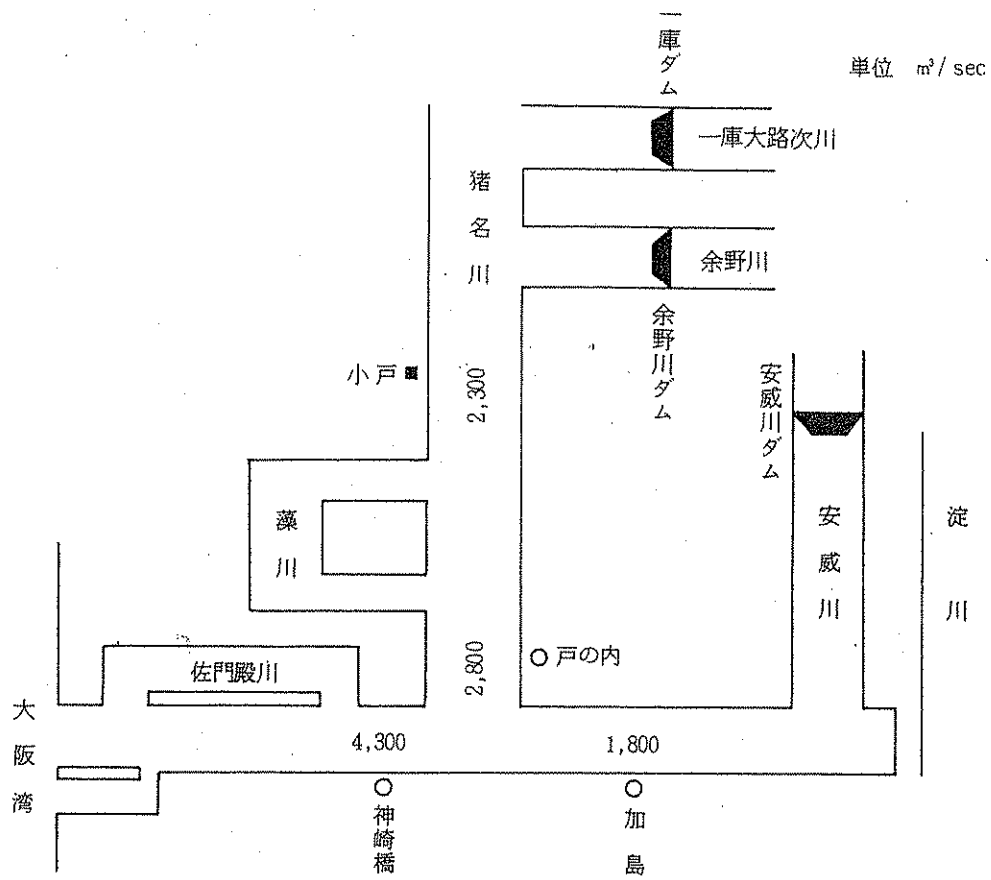 単位 m³/sec
一庫ダム
一庫大路次川
猪名川
余野川
余野川ダム
小戸
2,300
安威川ダム
藻川
安威川
淀川
2,800
戸の内
佐門殿川
大阪湾
4,300
1,800
神崎橋
加島